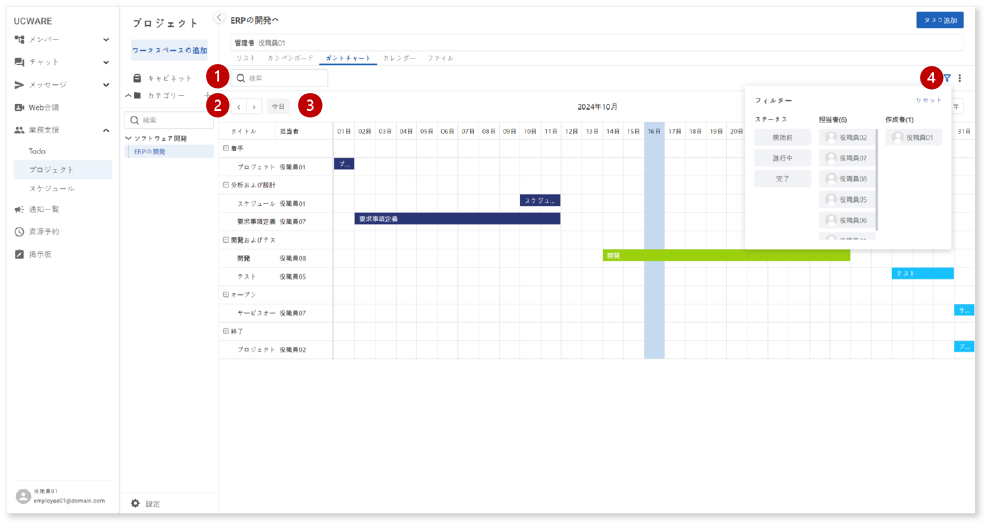 UCWARE
メンバー
チャット
メッセージ
Web会議
業務支援
Todo
プロジェクト
スケジュール
通知一覧
資源予約
掲示板
役職員01
employee01@domain.com
プロジェクト
ワークスペースの追加
キャビネット
カテゴリー +
検索
ソフトウェア開発
ERPの開発
設定
ERPの開発へ
タスク追加
管理者 役職員01
リスト カンバンボード ガントチャート カレンダー ファイル
1 検索 4
2 ‹ › 今日 3 2024年10月 年
タイトル 担当者 01日 02日 03日 04日 05日 06日 07日 08日 09日 10日 11日 12日 13日 14日 15日 16日 17日 18日 19日 20日 31日
着手
プロジェクト 役職員01 プ...
分析および設計
スケジュール 役職員01 スケジュ...
要求事項定義 役職員07 要求事項定義
開発およびテス
開発 役職員08 開発
テスト 役職員05 テスト
オープン
サービスオー 役職員07 サ...
終了
プロジェクト 役職員02 プ...
フィルター リセット
ステータス 担当者(6) 作成者(1)
開始前 役職員02 役職員01
進行中 役職員07
完了 役職員08
役職員05
役職員06